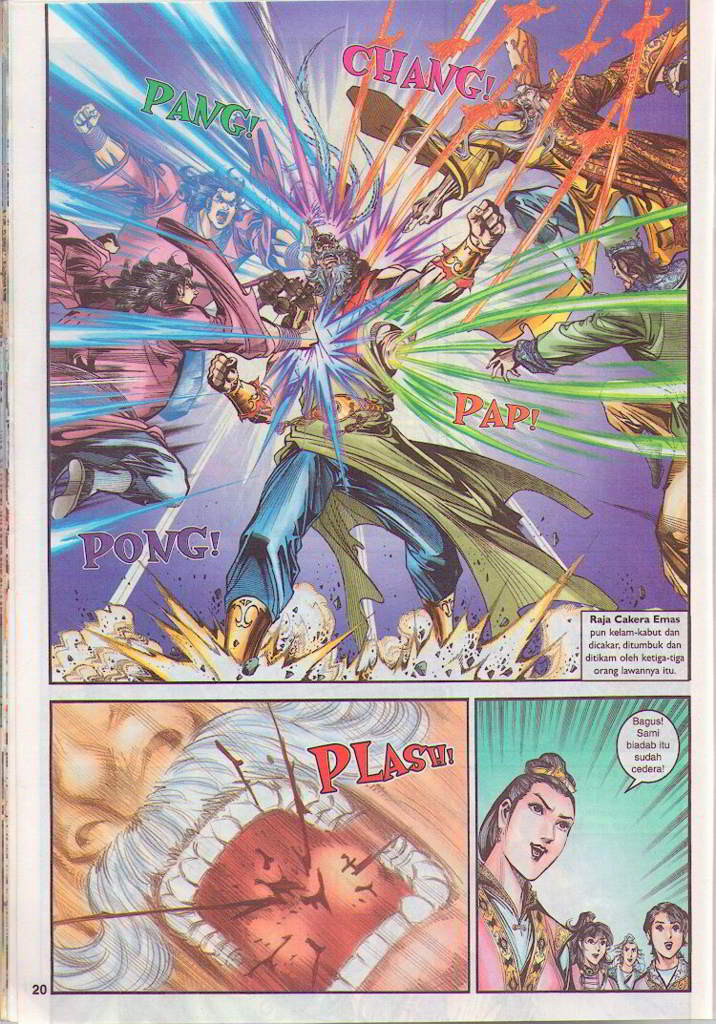 CHANG!
PANG!
PAP!
PONG!
Raja Cakera Emas
pun kelam-kabut dan
dicakar, ditumbuk dan
ditikam oleh ketiga-tiga
orang lawannya itu.
PLASH!
Bagus!
Sami
biadab itu
sudah
cedera!
20